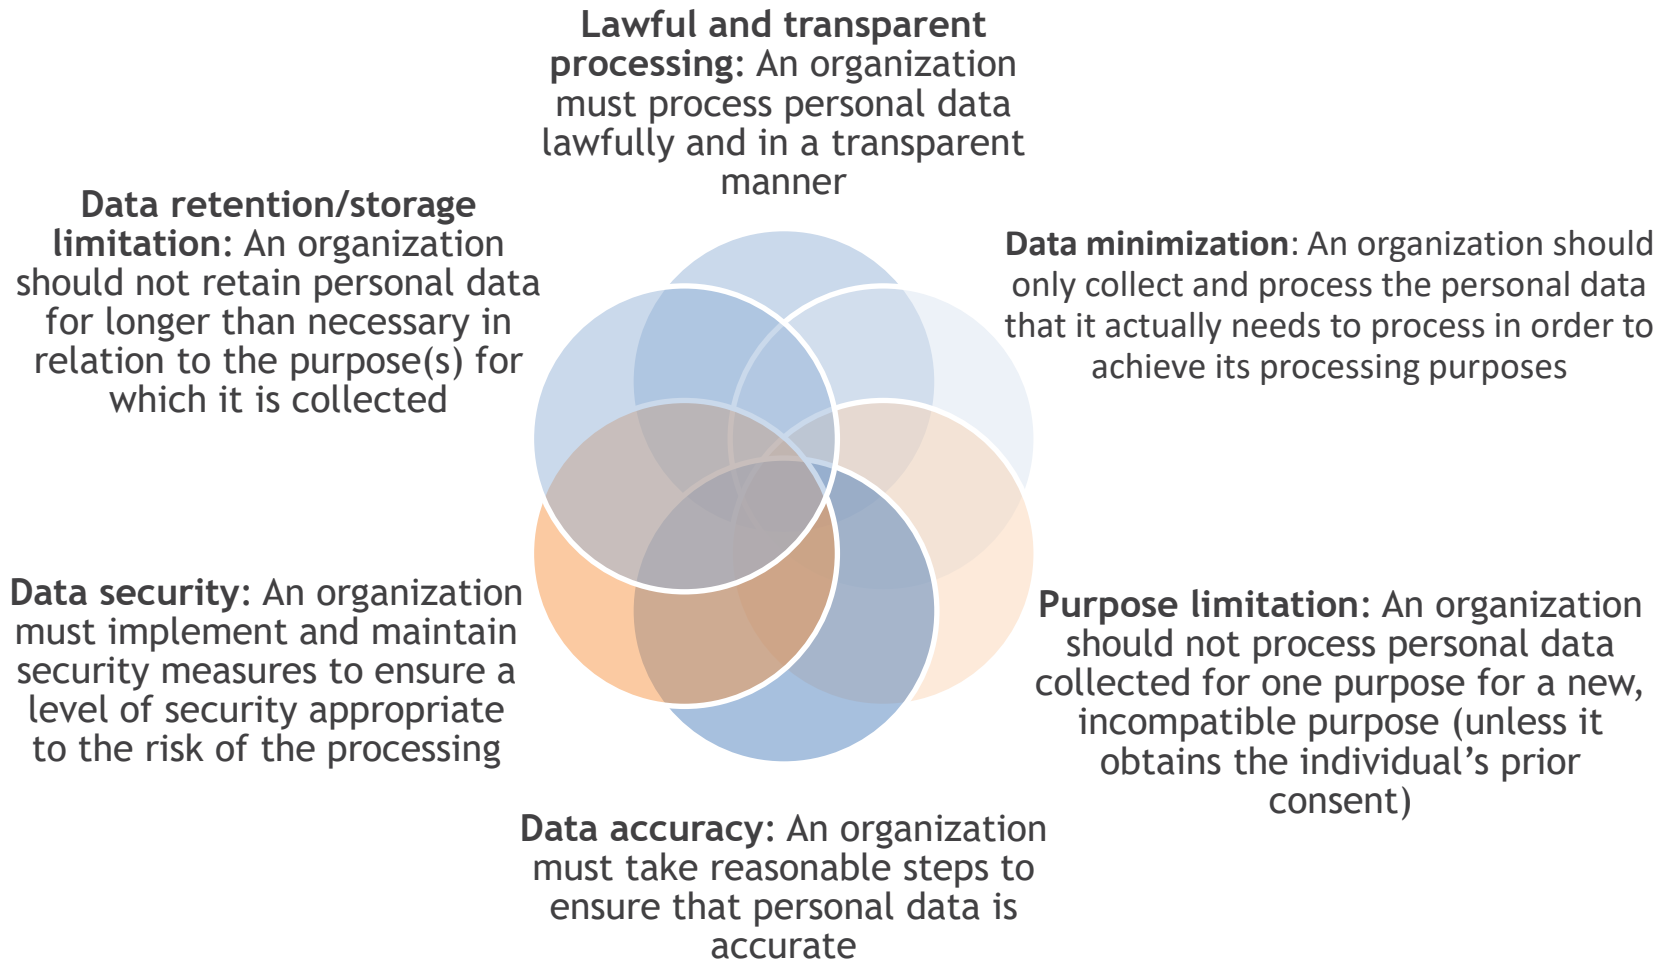 Lawful and transparent
processing: An organization
must process personal data
lawfully and in a transparent
manner
Data minimization: An organization should
only collect and process the personal data
that it actually needs to process in order to
achieve its processing purposes
Purpose limitation: An organization
should not process personal data
collected for one purpose for a new,
incompatible purpose (unless it
obtains the individual’s prior
consent)
Data accuracy: An organization
must take reasonable steps to
ensure that personal data is
accurate
Data security: An organization
must implement and maintain
security measures to ensure a
level of security appropriate
to the risk of the processing
Data retention/storage
limitation: An organization
should not retain personal data
for longer than necessary in
relation to the purpose(s) for
which it is collected